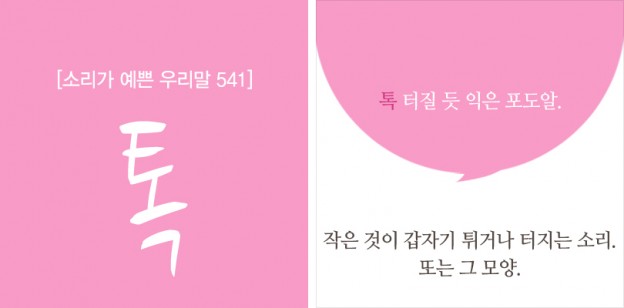 [소리가 예쁜 우리말 541]
톡
톡 터질 듯 익은 포도알.
작은 것이 갑자기 튀거나 터지는 소리.
또는 그 모양.